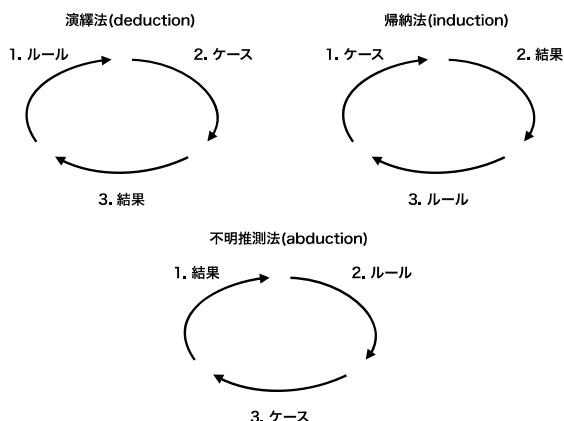 演繹法(deduction)
1. ルール
2. ケース
3. 結果
帰納法(induction)
1. ケース
2. 結果
3. ルール
不明推測法(abduction)
1. 結果
2. ルール
3. ケース